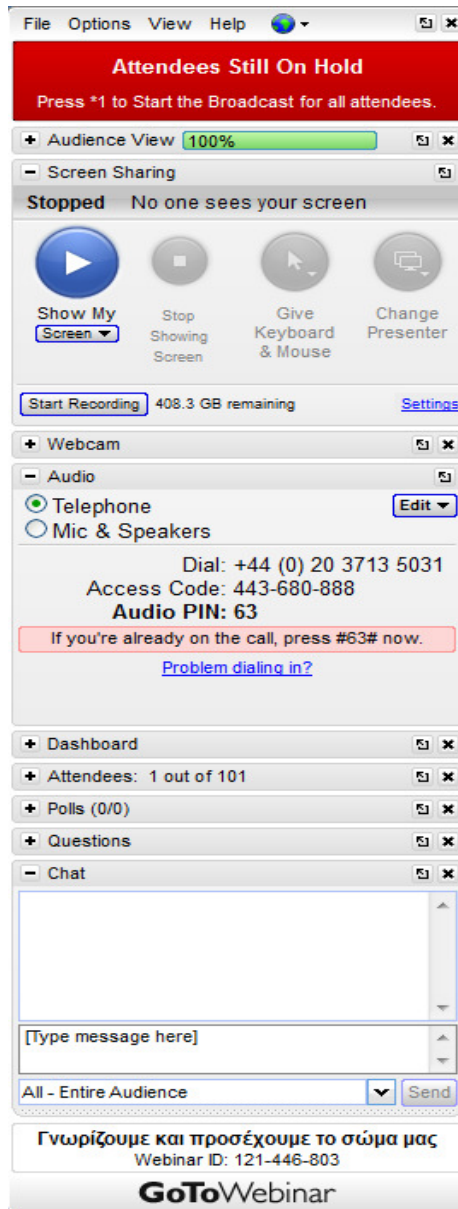 File Options View Help
Attendees Still On Hold
Press *1 to Start the Broadcast for all attendees.
Audience View 100%
Screen Sharing
Stopped No one sees your screen
Show My
Screen
Stop
Showing
Screen
Give
Keyboard
& Mouse
Change
Presenter
Start Recording 408.3 GB remaining Settings
Webcam
Audio
Telephone Edit
Mic & Speakers
Dial: +44 (0) 20 3713 5031
Access Code: 443-680-888
Audio PIN: 63
If you're already on the call, press #63# now.
Problem dialing in?
Dashboard
Attendees: 1 out of 101
Polls (0/0)
Questions
Chat
[Type message here]
All - Entire Audience Send
Γνωρίζουμε και προσέχουμε το σώμα μας
Webinar ID: 121-446-803
GoToWebinar